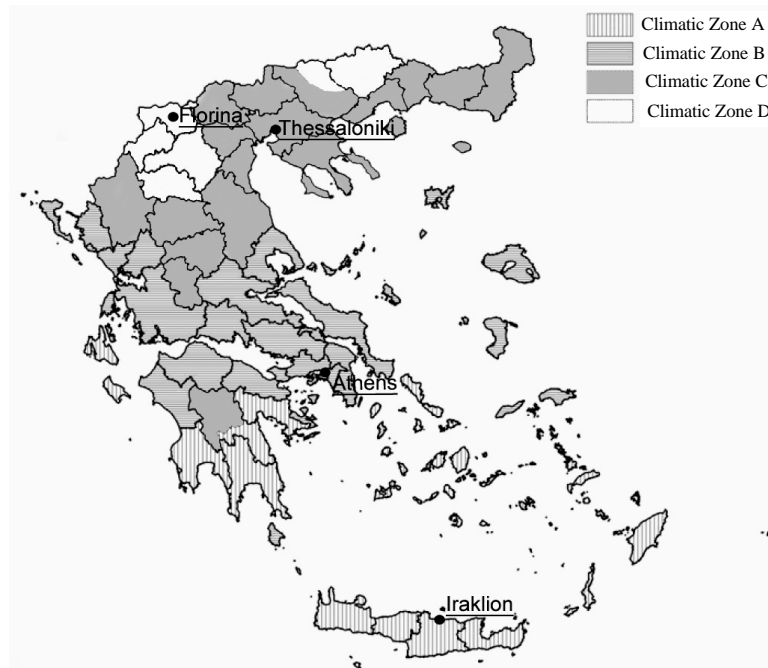 Climatic Zone A
Climatic Zone B
Climatic Zone C
Climatic Zone D
Florina
Thessaloniki
Athens
Iraklion